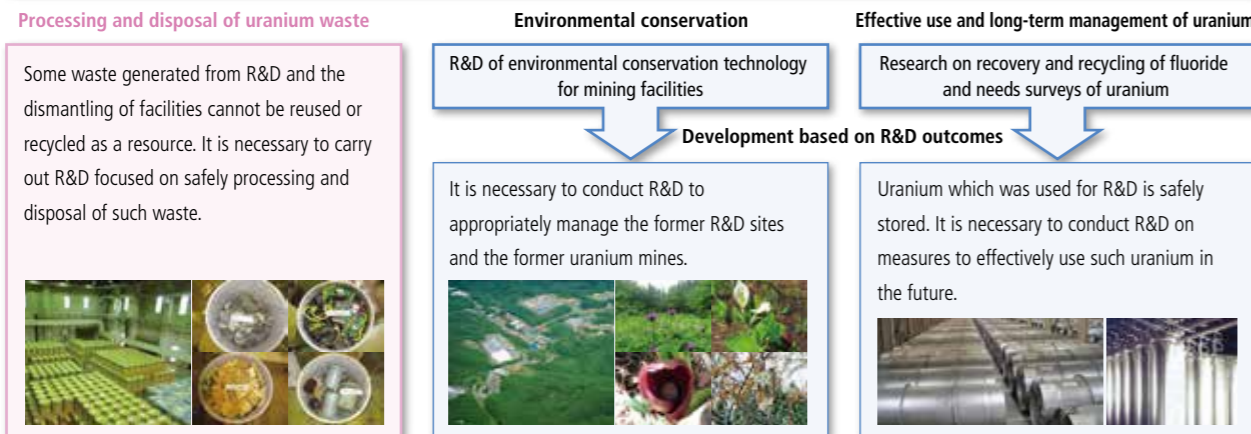 Processing and disposal of uranium waste
Some waste generated from R&D and the
dismantling of facilities cannot be reused or
recycled as a resource. It is necessary to carry
out R&D focused on safely processing and
disposal of such waste.
Environmental conservation
R&D of environmental conservation technology
for mining facilities
Effective use and long-term management of uranium
Research on recovery and recycling of fluoride
and needs surveys of uranium
Development based on R&D outcomes
It is necessary to conduct R&D to
appropriately manage the former R&D sites
and the former uranium mines.
Uranium which was used for R&D is safely
stored. It is necessary to conduct R&D on
measures to effectively use such uranium in
the future.